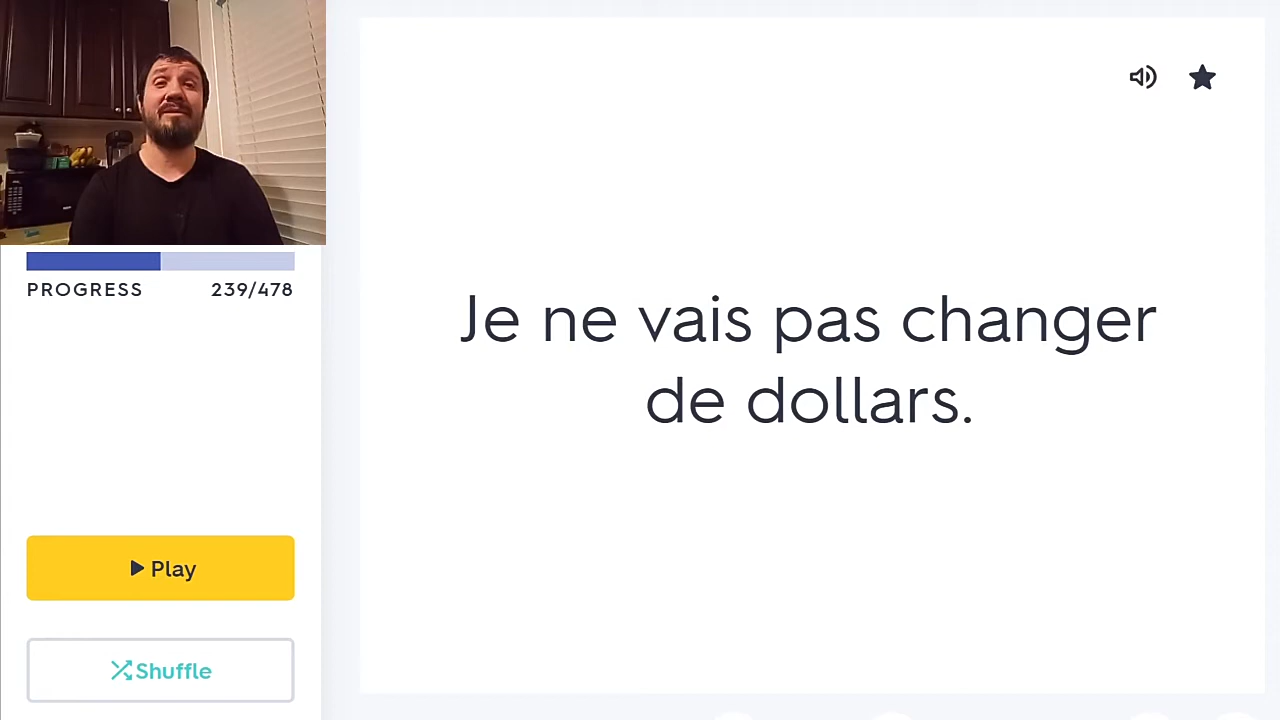 PROGRESS 239/478
Play
Shuffle
Je ne vais pas changer
de dollars.